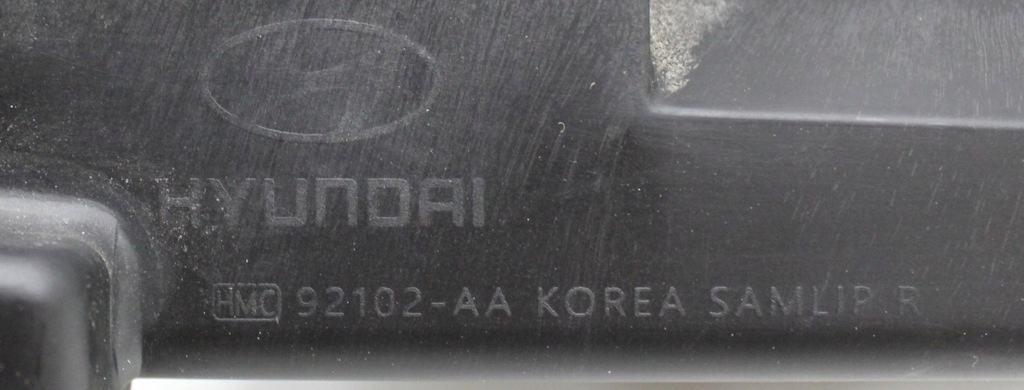 HYUNDAI
HMC 92102-AA KOREA SAMLIP R